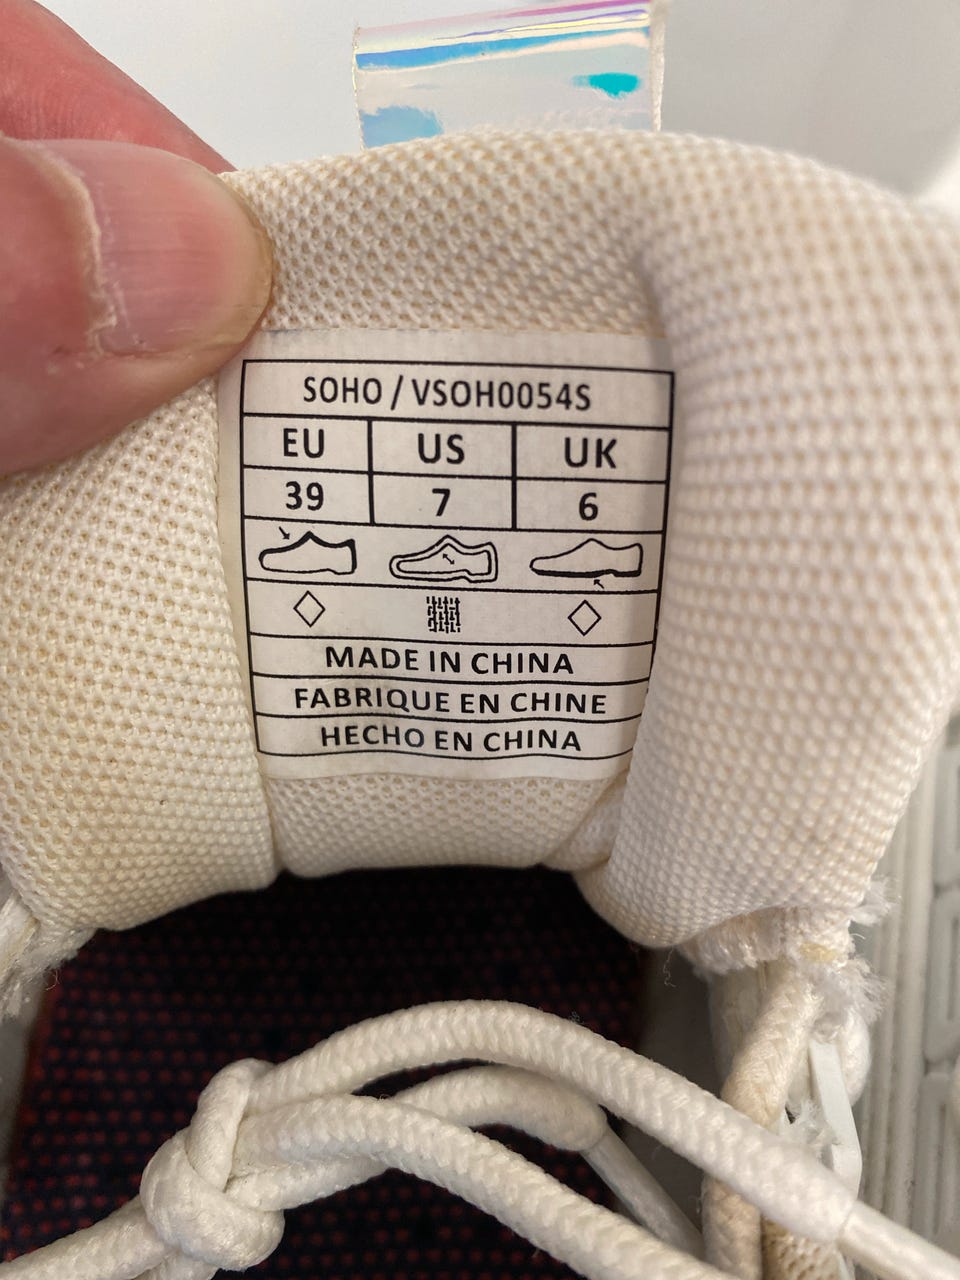 SOHO / VSOH0054S
EU US UK
39 7 6
MADE IN CHINA
FABRIQUE EN CHINE
HECHO EN CHINA